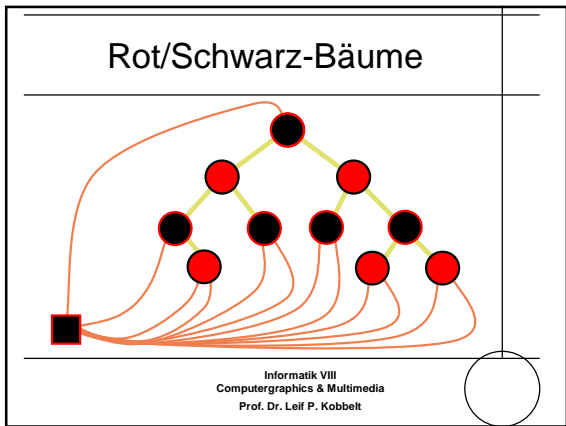 Rot/Schwarz-Bäume
Informatik VIII
Computergraphics & Multimedia
Prof. Dr. Leif P. Kobbelt